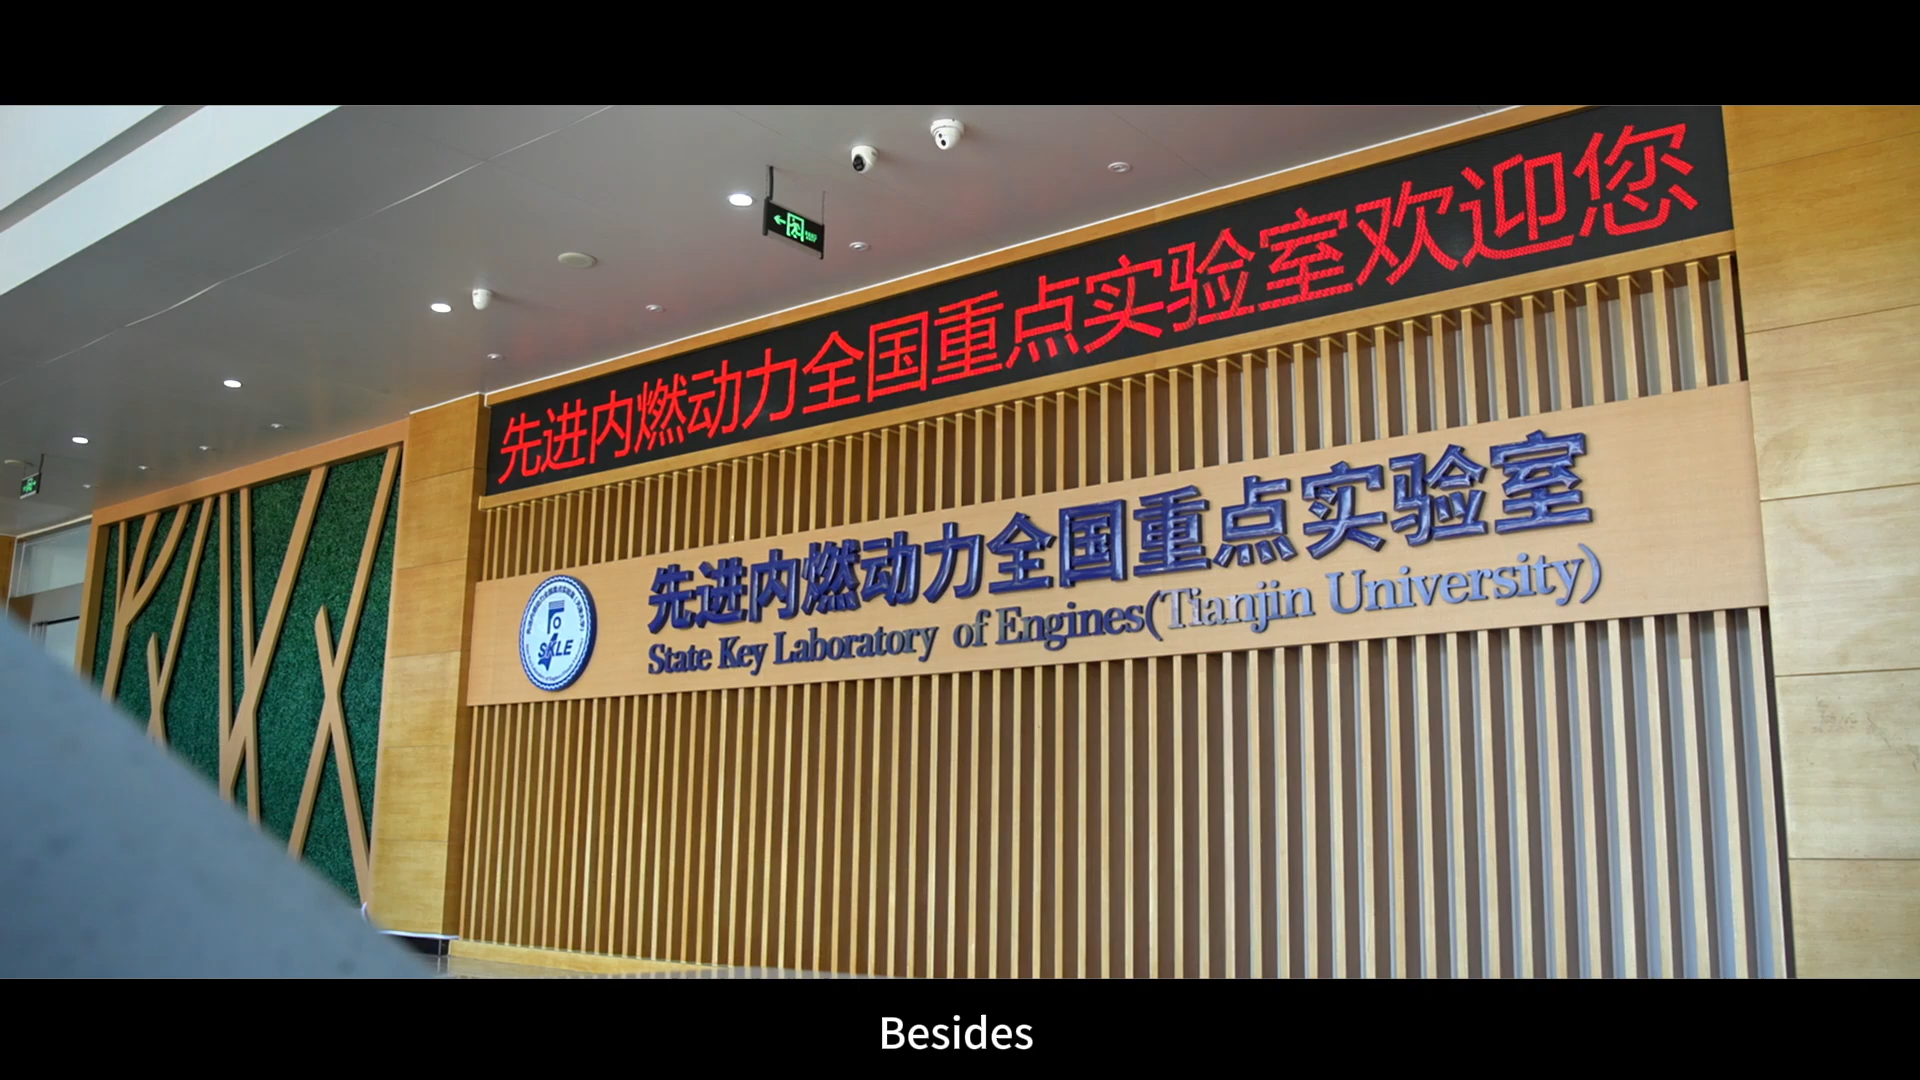 先进内燃动力全国重点实验室欢迎您
先进内燃动力全国重点实验室
State Key Laboratory of Engines(Tianjin University)
SKLE
Besides